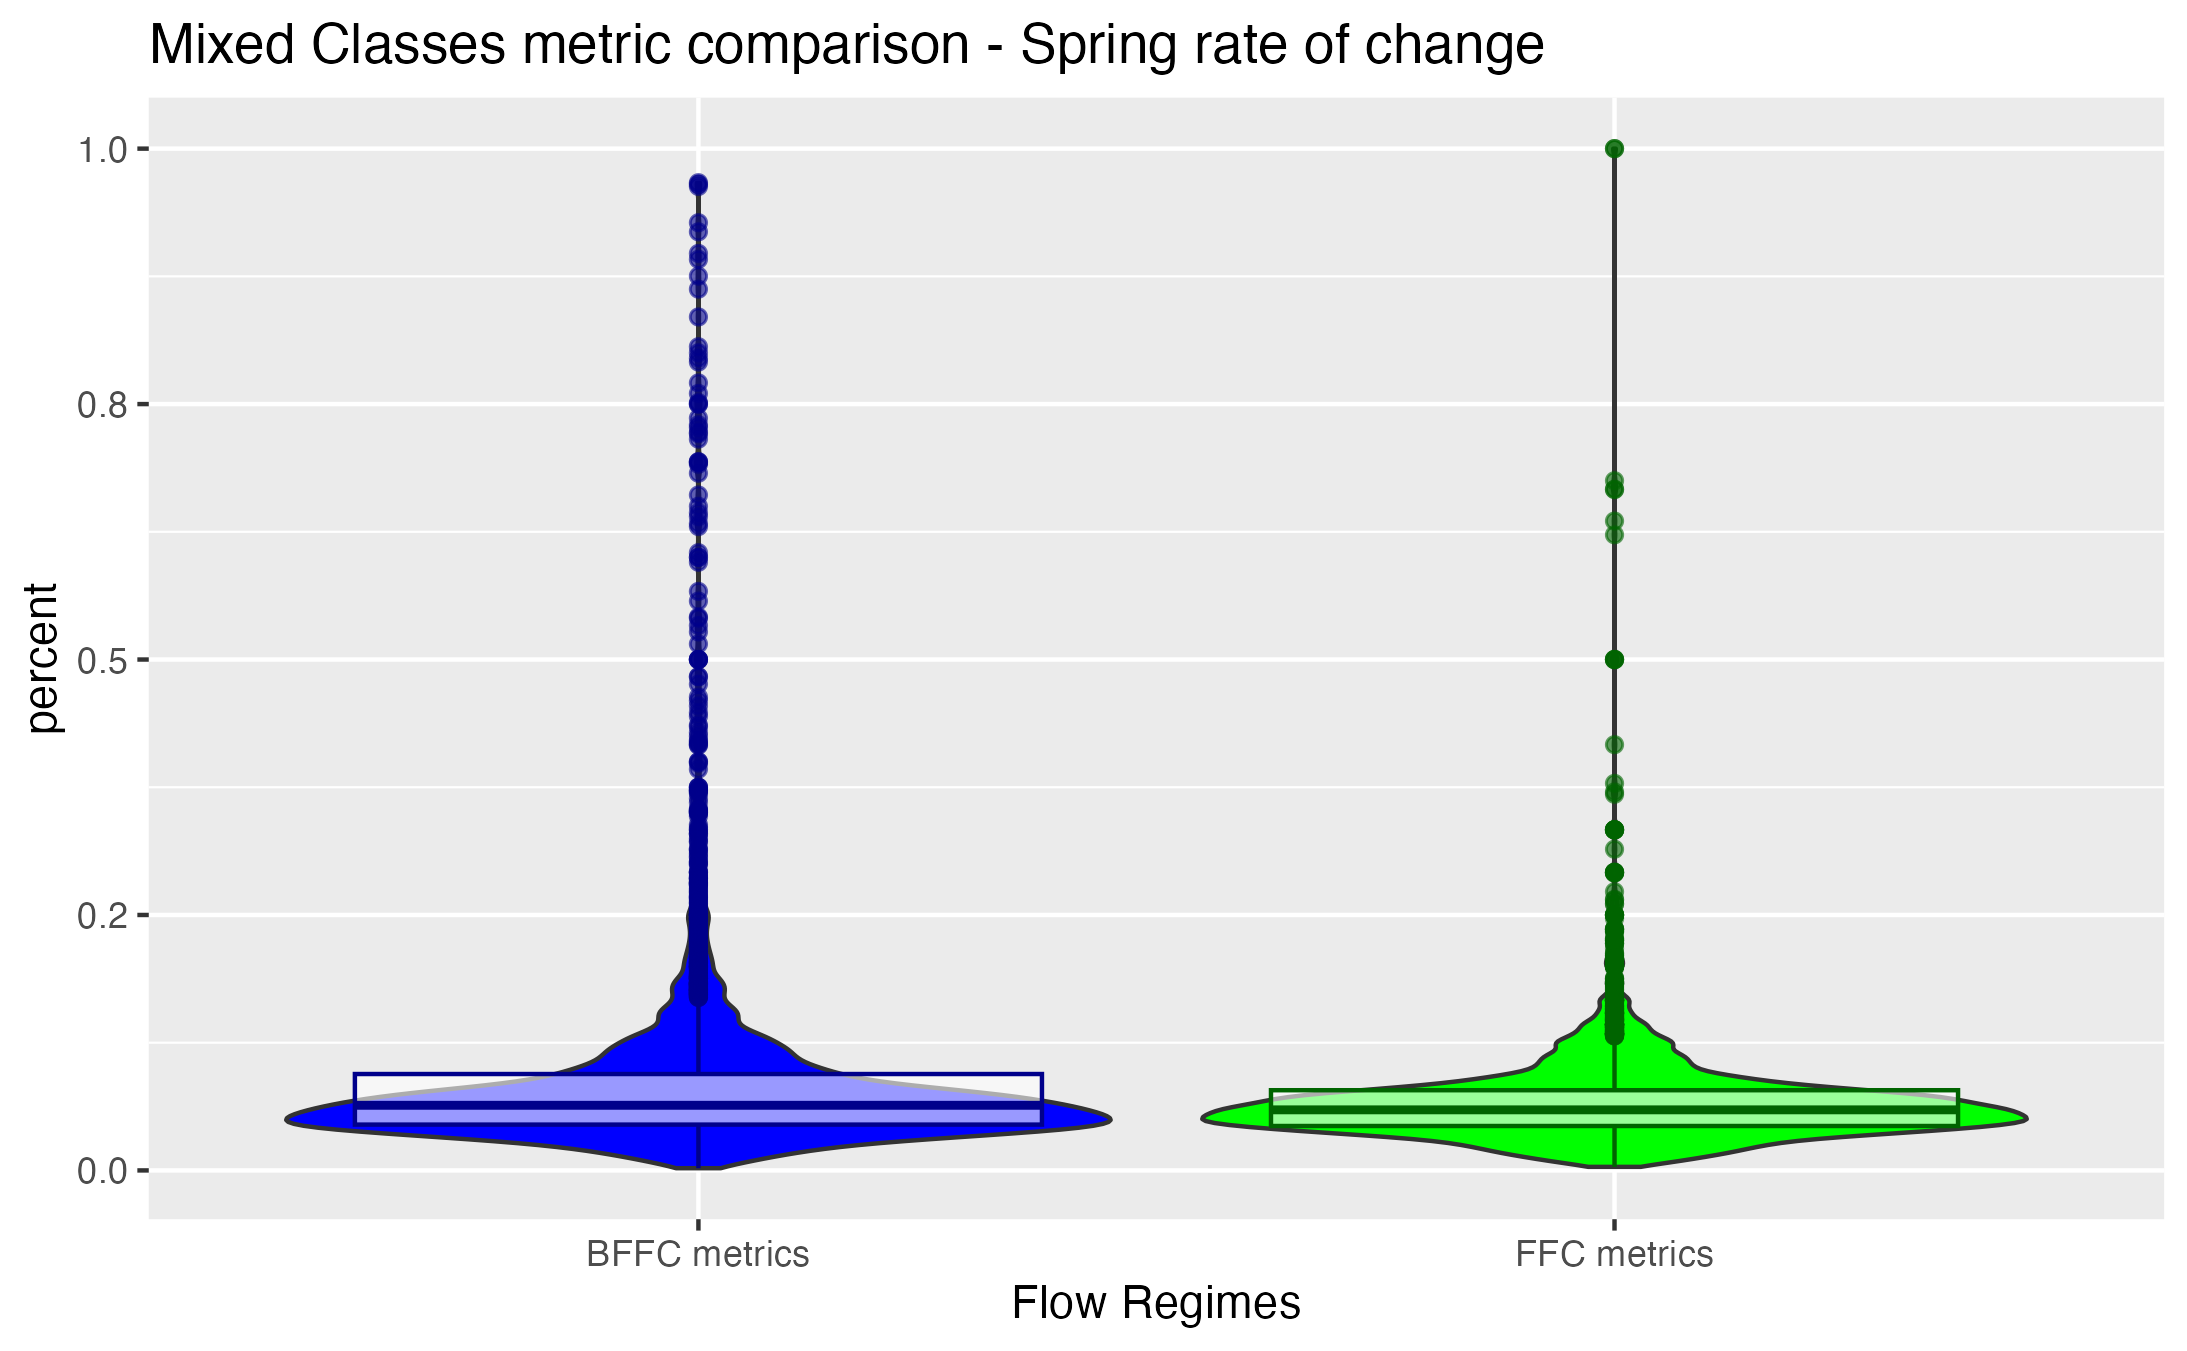 Mixed Classes metric comparison - Spring rate of change
1.0
0.8
0.5
0.2
0.0
percent
BFFC metrics
FFC metrics
Flow Regimes